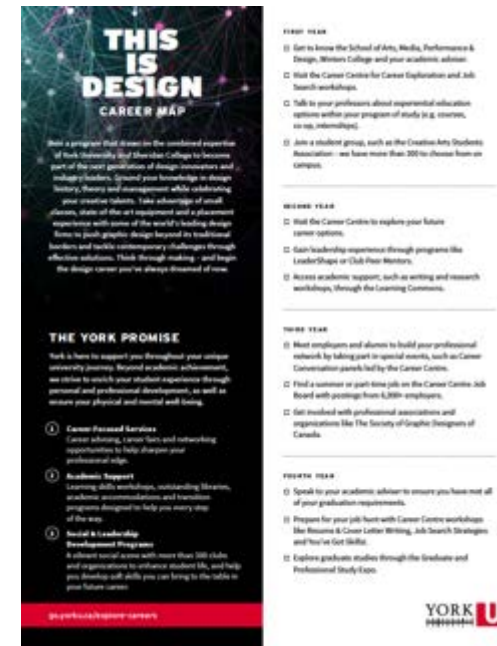 THIS
IS
DESIGN
CAREER MAP
Join a program that draws on the combined expertise
of York University and Sheridan College to become
part of the next generation of design innovators and
industry leaders. Ground your knowledge in design
history, theory and management while celebrating
your creative talents. Take advantage of small
classes, state-of-the-art equipment and a placement
experience with some of the world's leading design
firms to push graphic design beyond its traditional
borders and tackle contemporary challenges through
effective solutions. Think through making – and begin
the design career you've always dreamed of now.
THE YORK PROMISE
York is here to support you throughout your unique
university journey. Beyond academic achievement,
we strive to enrich your student experience through
personal and professional development, as well as
ensure your physical and mental well-being.
1 Career-Focused Services
Career advising, career fairs and networking
opportunities to help sharpen your
professional edge.
2 Academic Support
Learning skills workshops, outstanding libraries,
academic accommodations and transition
programs designed to help you every step
of the way.
3 Social & Leadership
Development Programs
A vibrant social scene with more than 300 clubs
and organizations to enhance student life, and help
you develop soft skills you can bring to the table in
your future career.
go.yorku.ca/explore-careers
FIRST YEAR
Get to know the School of Arts, Media, Performance &
Design, Winters College and your academic adviser.
Visit the Career Centre for Career Exploration and Job
Search workshops.
Talk to your professors about experiential education
options within your program of study (e.g. courses,
co-op, internships).
Join a student group, such as the Creative Arts Students
Association – we have more than 300 to choose from on
campus.
SECOND YEAR
Visit the Career Centre to explore your future
career options.
Gain leadership experience through programs like
LeaderShape or Club Peer Mentors.
Access academic support, such as writing and research
workshops, through the Learning Commons.
THIRD YEAR
Meet employers and alumni to build your professional
network by taking part in special events, such as Career
Conversation panels led by the Career Centre.
Find a summer or part-time job on the Career Centre Job
Board with postings from 6,000+ employers.
Get involved with professional associations and
organizations like The Society of Graphic Designers of
Canada.
FOURTH YEAR
Speak to your academic adviser to ensure you have met all
of your graduation requirements.
Prepare for your job hunt with Career Centre workshops
like Resume & Cover Letter Writing, Job Search Strategies
and You've Got Skills!.
Explore graduate studies through the Graduate and
Professional Study Expo.
YORK U